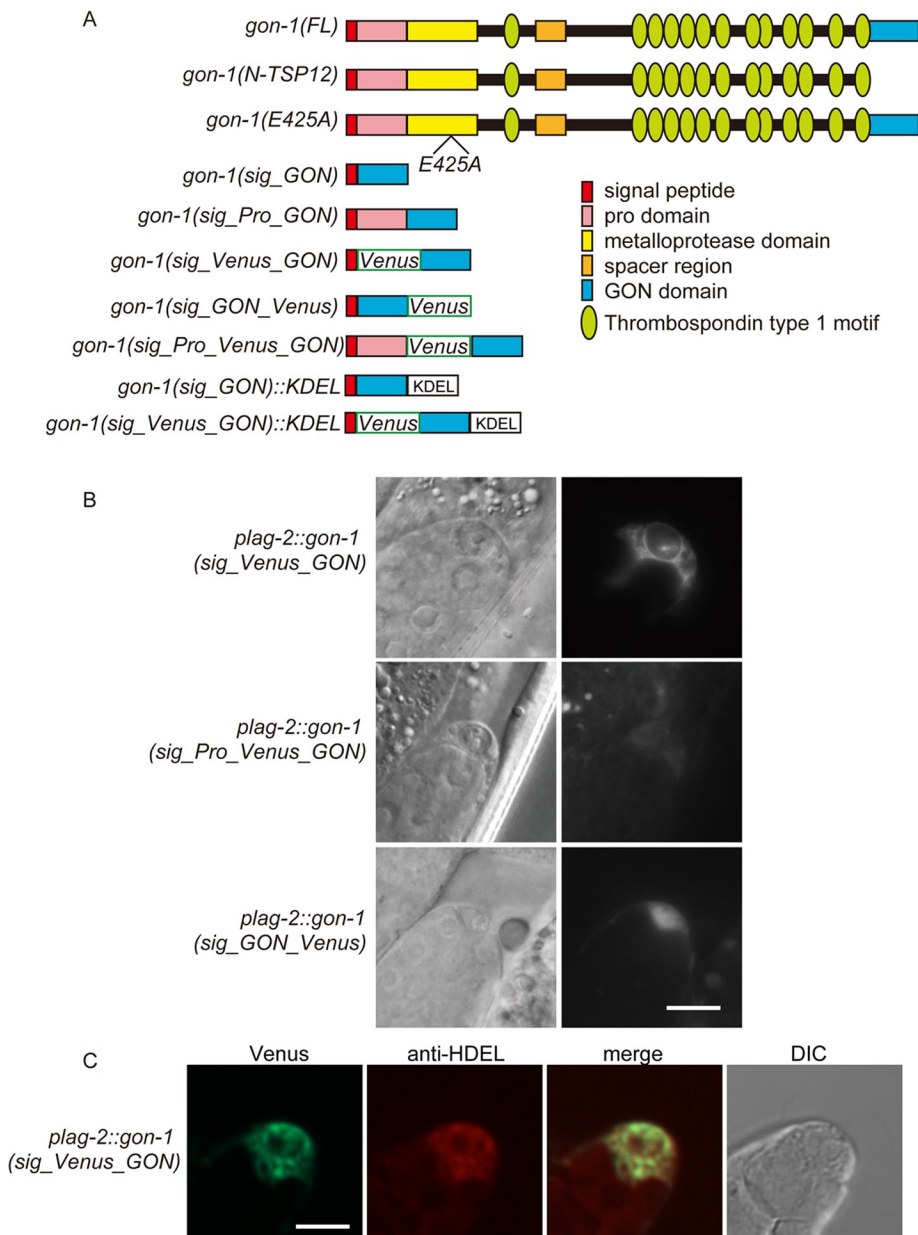 A
gon-1(FL)
gon-1(N-TSP12)
gon-1(E425A)
E425A
gon-1(sig_GON)
gon-1(sig_Pro_GON)
gon-1(sig_Venus_GON)
Venus
gon-1(sig_GON_Venus)
Venus
gon-1(sig_Pro_Venus_GON)
Venus
gon-1(sig_GON)::KDEL
KDEL
gon-1(sig_Venus_GON)::KDEL
Venus
KDEL
signal peptide
pro domain
metalloprotease domain
spacer region
GON domain
Thrombospondin type 1 motif
B
plag-2::gon-1
(sig_Venus_GON)
plag-2::gon-1
(sig_Pro_Venus_GON)
plag-2::gon-1
(sig_GON_Venus)
C
Venus anti-HDEL merge DIC
plag-2::gon-1
(sig_Venus_GON)